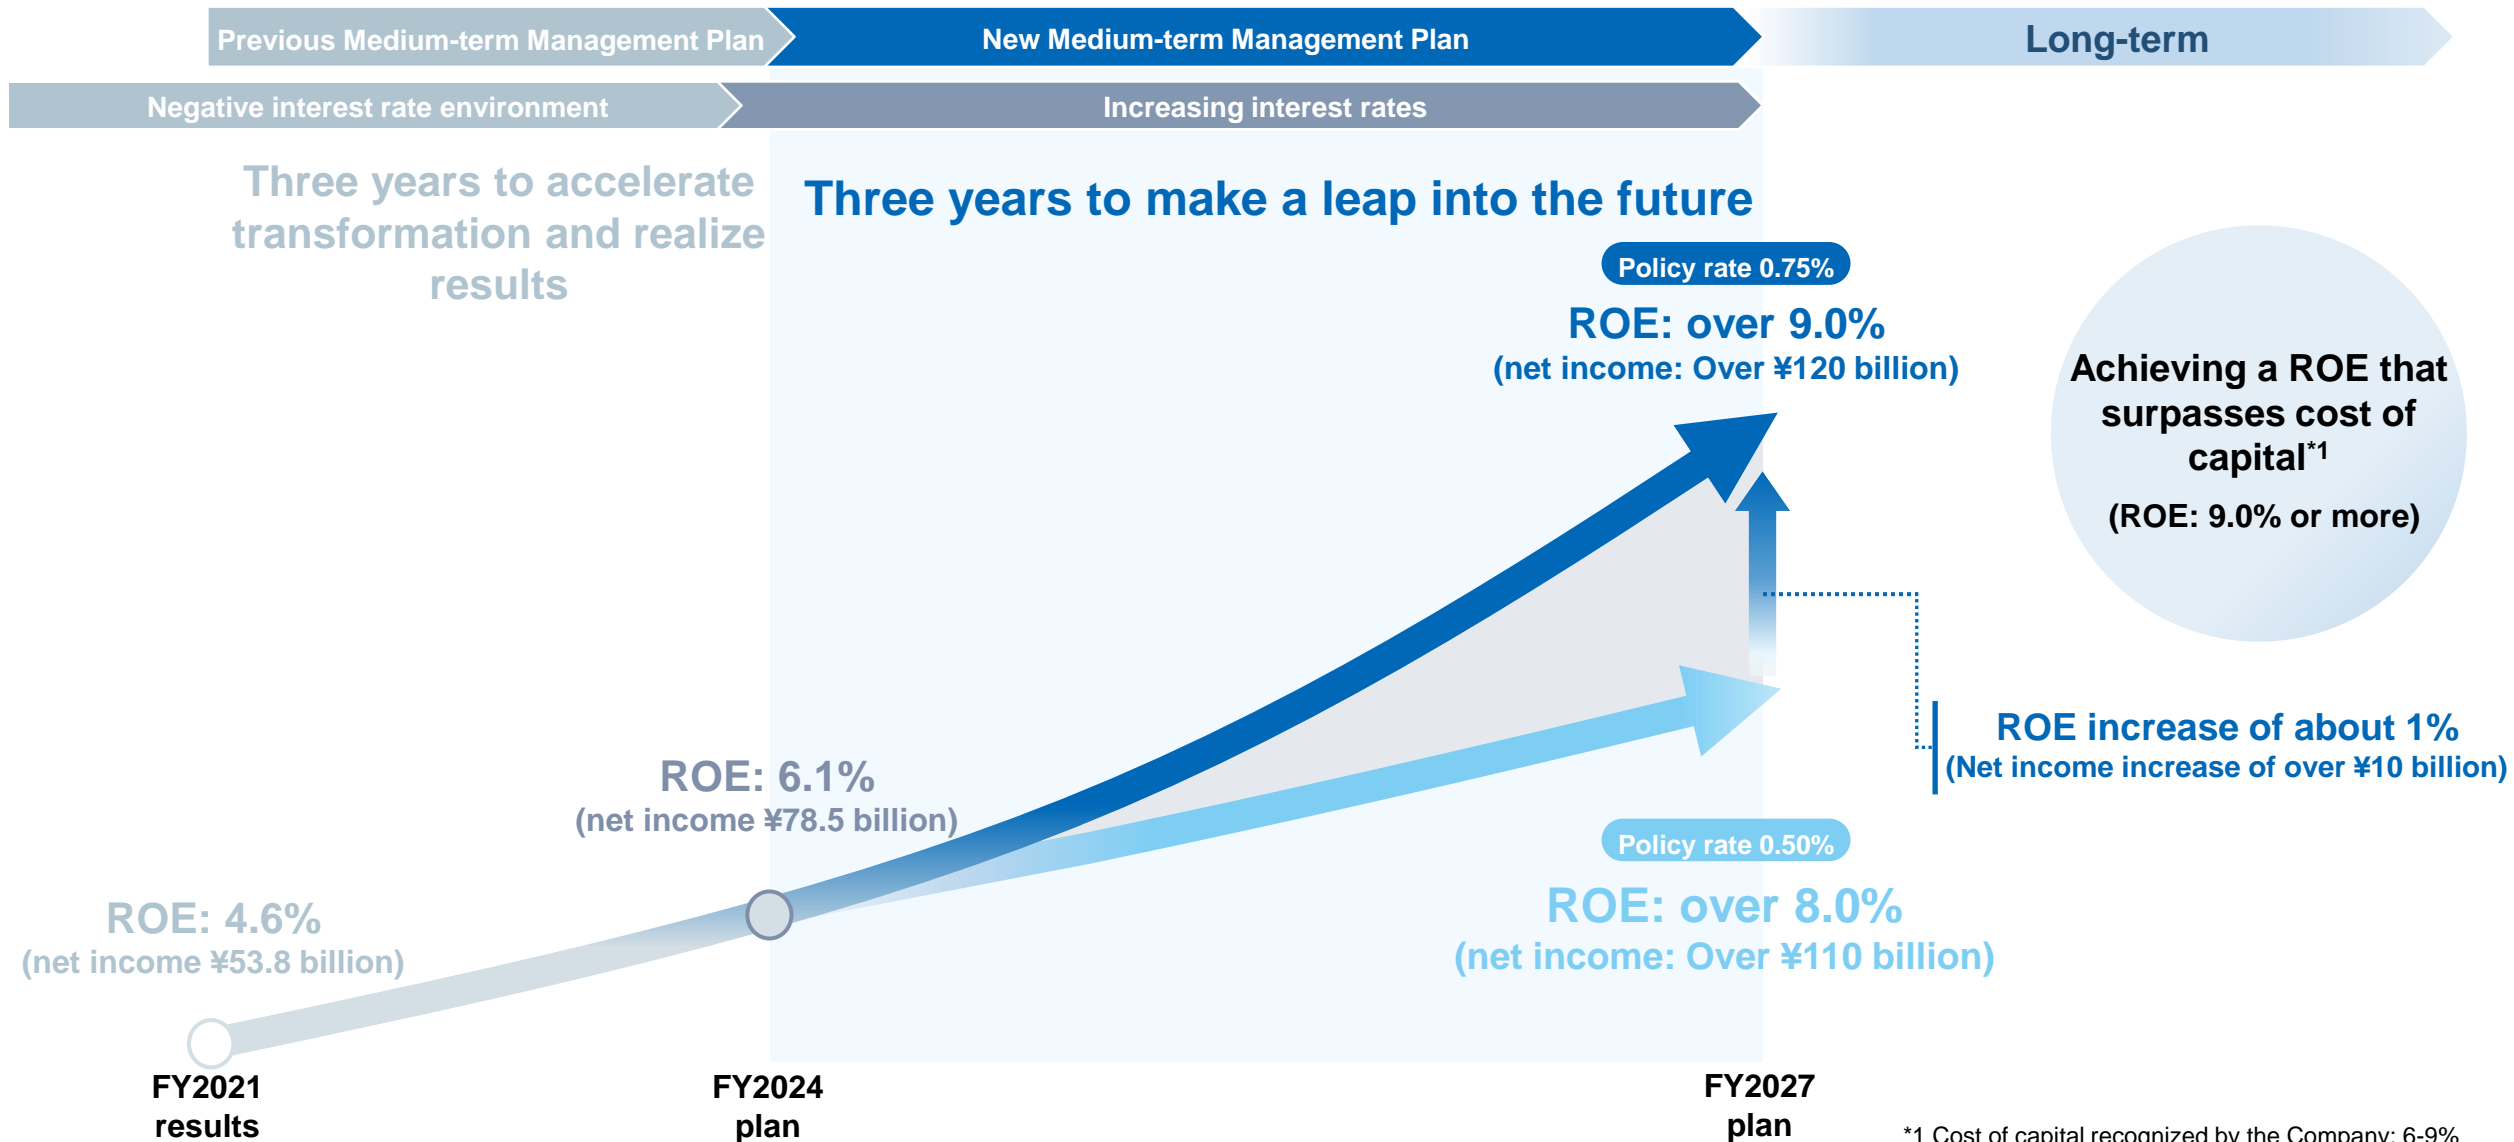 Previous Medium-term Management Plan
New Medium-term Management Plan
Long-term
Negative interest rate environment
Increasing interest rates
Three years to accelerate
transformation and realize
results
Three years to make a leap into the future
Policy rate 0.75%
ROE: over 9.0%
(net income: Over ¥120 billion)
Achieving a ROE that
surpasses cost of
capital*1
(ROE: 9.0% or more)
ROE increase of about 1%
(Net income increase of over ¥10 billion)
ROE: 6.1%
(net income ¥78.5 billion)
Policy rate 0.50%
ROE: over 8.0%
(net income: Over ¥110 billion)
ROE: 4.6%
(net income ¥53.8 billion)
FY2021
results
FY2024
plan
FY2027
plan
*1 Cost of capital recognized by the Company: 6-9%